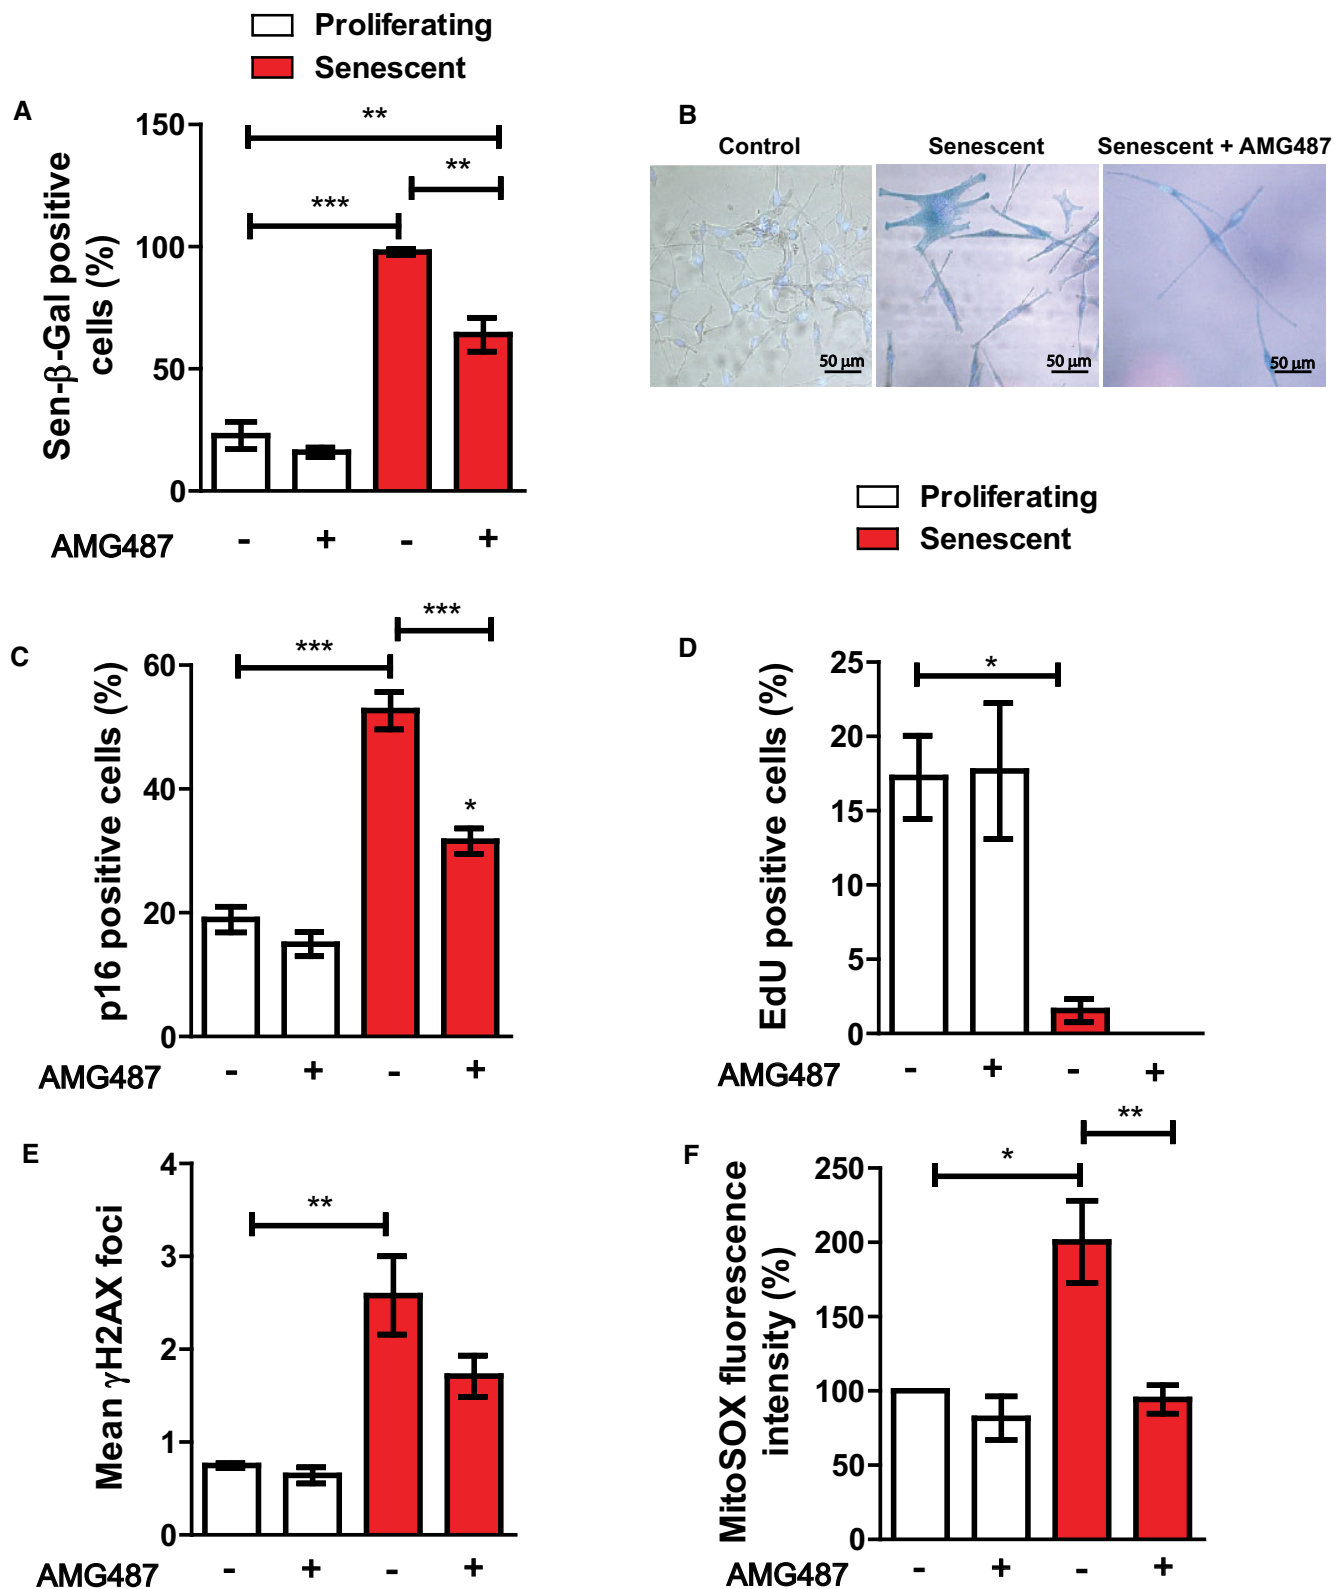 Proliferating
Senescent
A
Sen-β-Gal positive
cells (%)
150
100
50
0
**
**
***
AMG487 - + - +
B
Control Senescent Senescent + AMG487
50 μm 50 μm 50 μm
Proliferating
Senescent
C
p16 positive cells (%)
60
40
20
0
***
***
*
AMG487 - + - +
D
EdU positive cells (%)
25
20
15
10
5
0
*
AMG487 - + - +
E
Mean γH2AX foci
4
3
2
1
0
**
AMG487 - + - +
F
MitoSOX fluorescence
intensity (%)
250
200
150
100
50
0
**
*
AMG487 - + - +